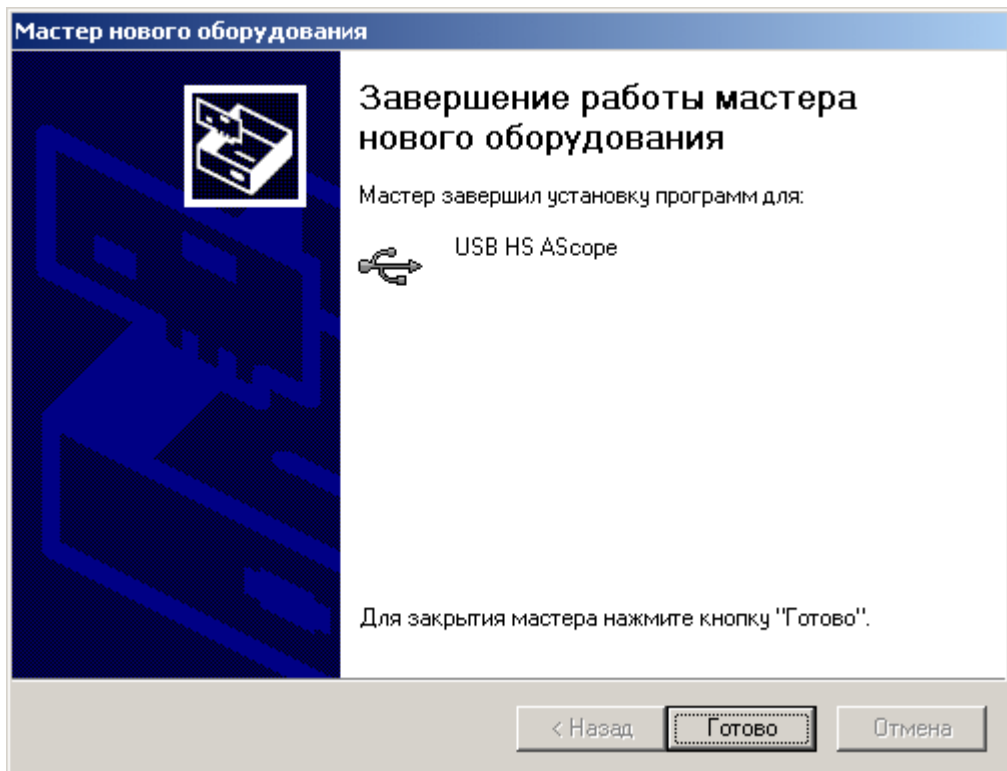 Мастер нового оборудования
Завершение работы мастера
нового оборудования
Мастер завершил установку программ для:
USB HS AScope
Для закрытия мастера нажмите кнопку "Готово".
< Назад
Готово
Отмена